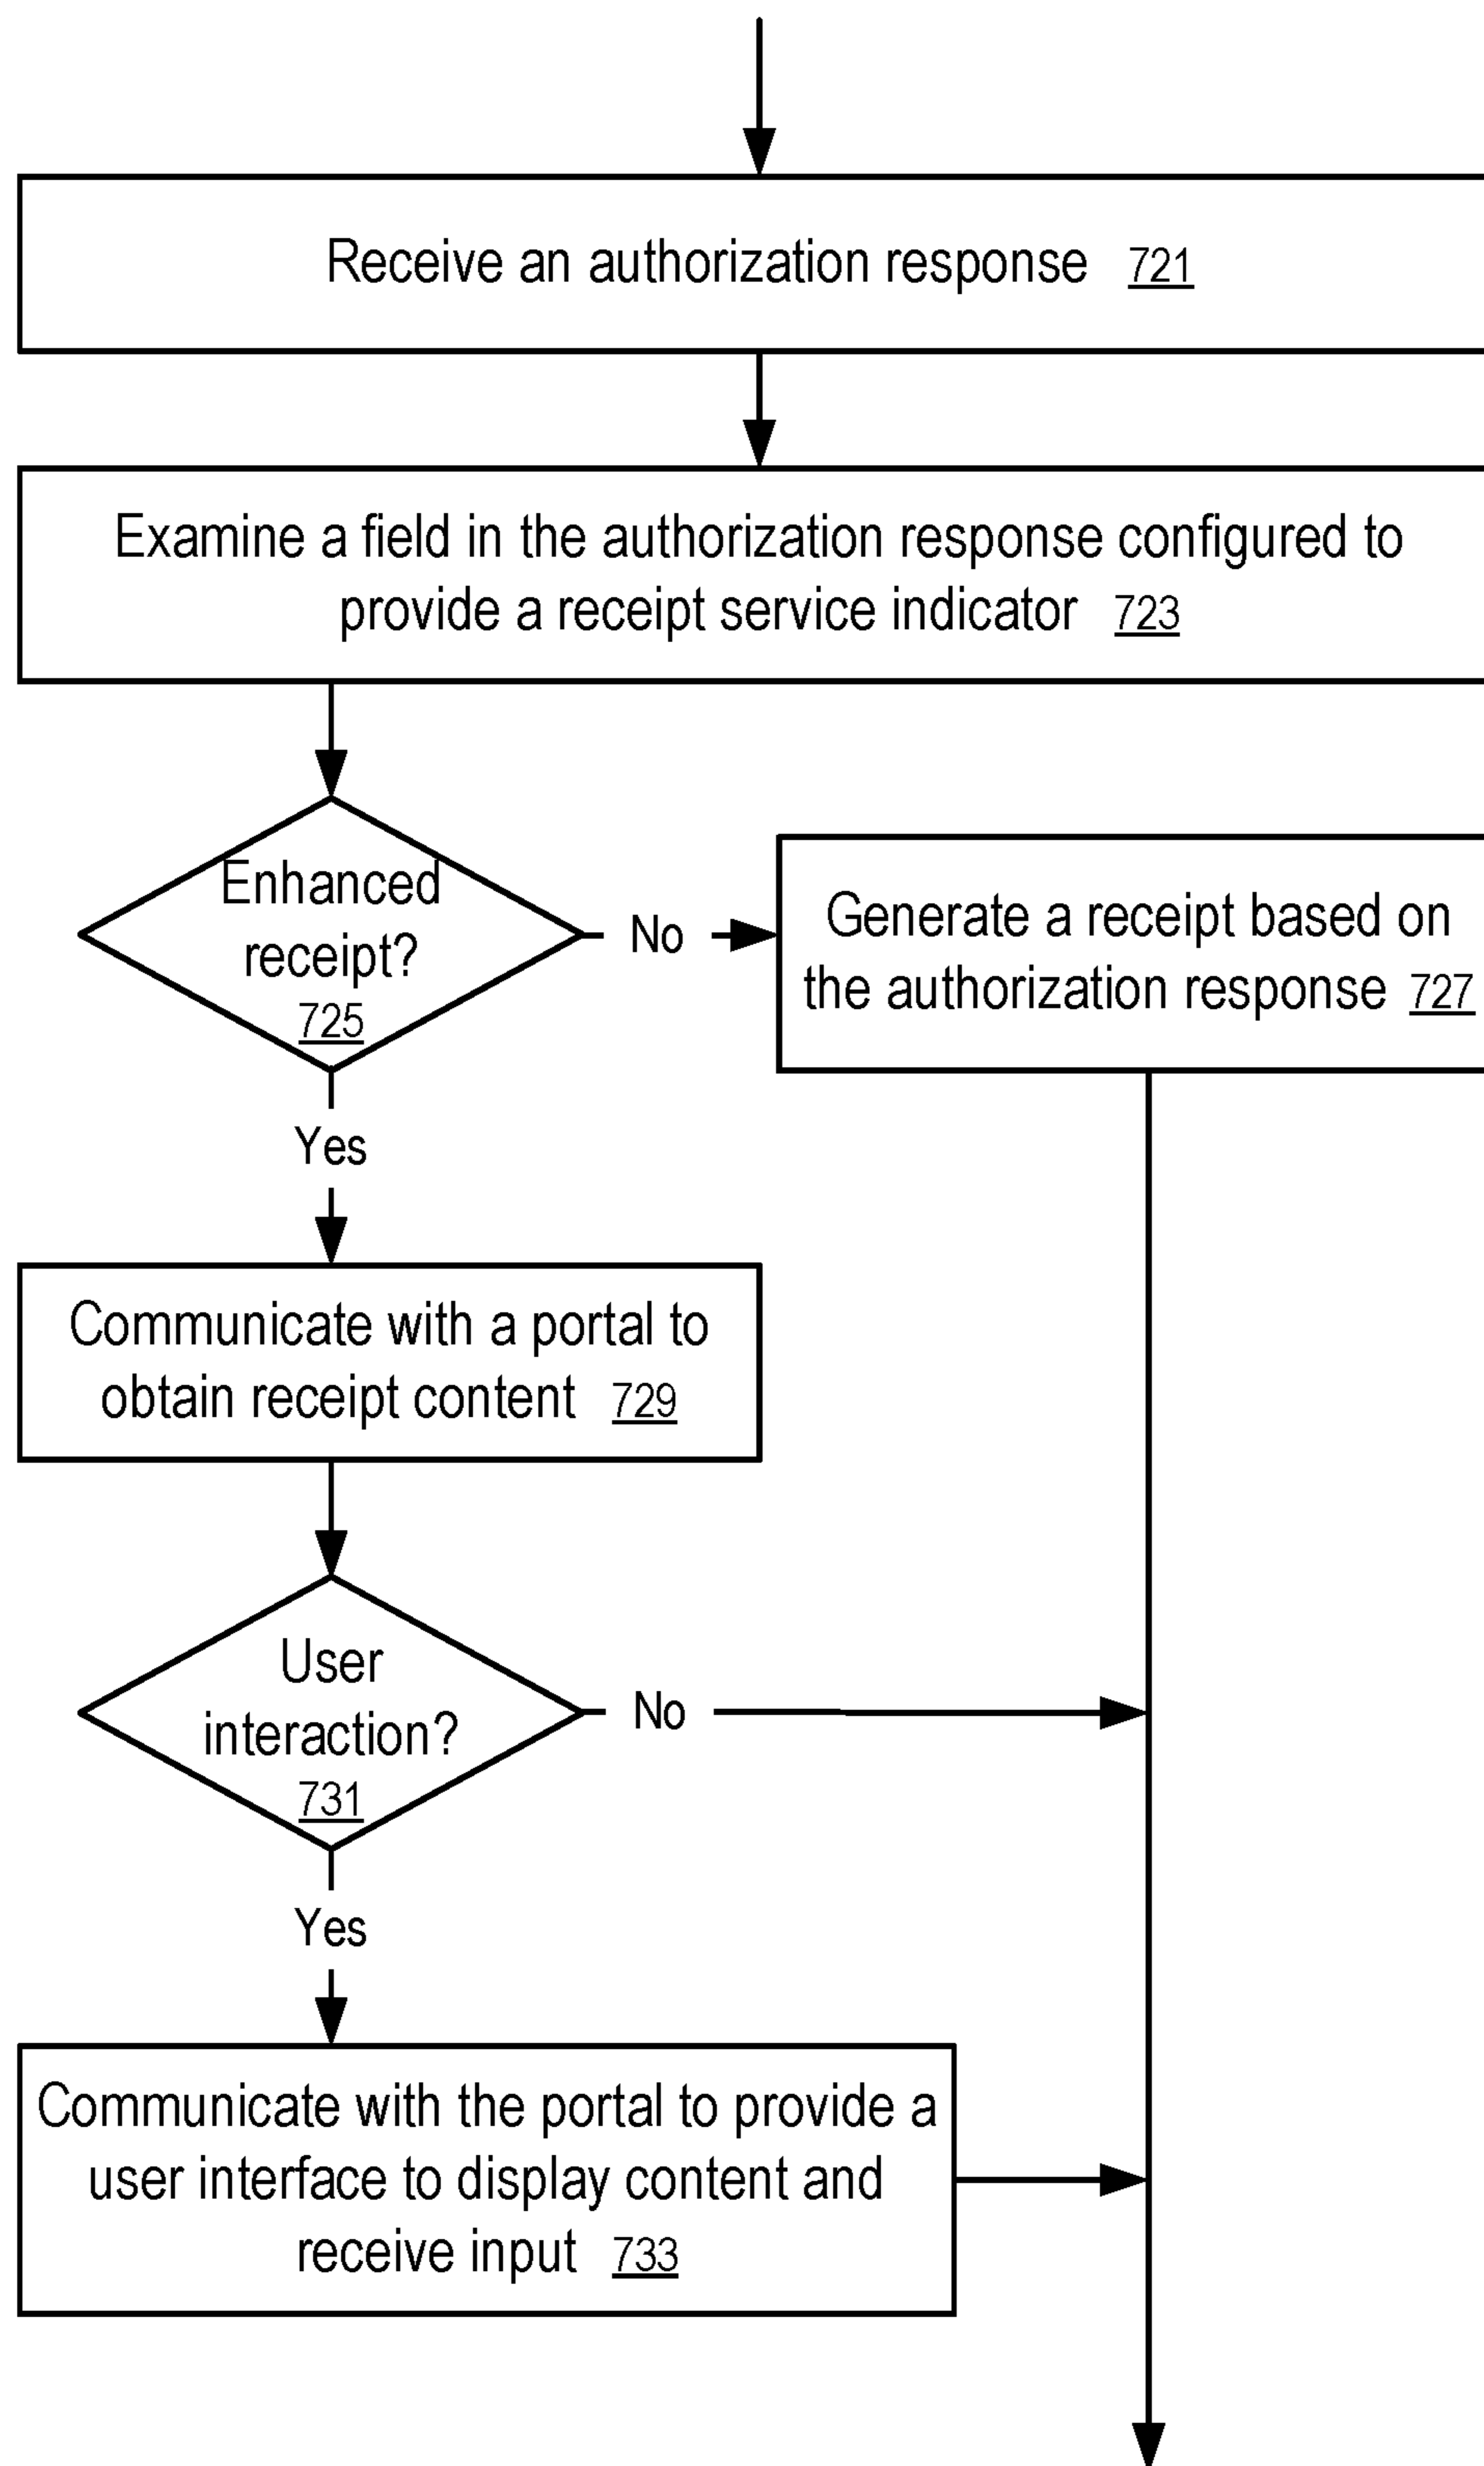 Receive an authorization response 721
Examine a field in the authorization response configured to
provide a receipt service indicator 723
Enhanced
receipt?
725
No
Generate a receipt based on
the authorization response 727
Yes
Communicate with a portal to
obtain receipt content 729
User
interaction?
731
No
Yes
Communicate with the portal to provide a
user interface to display content and
receive input 733